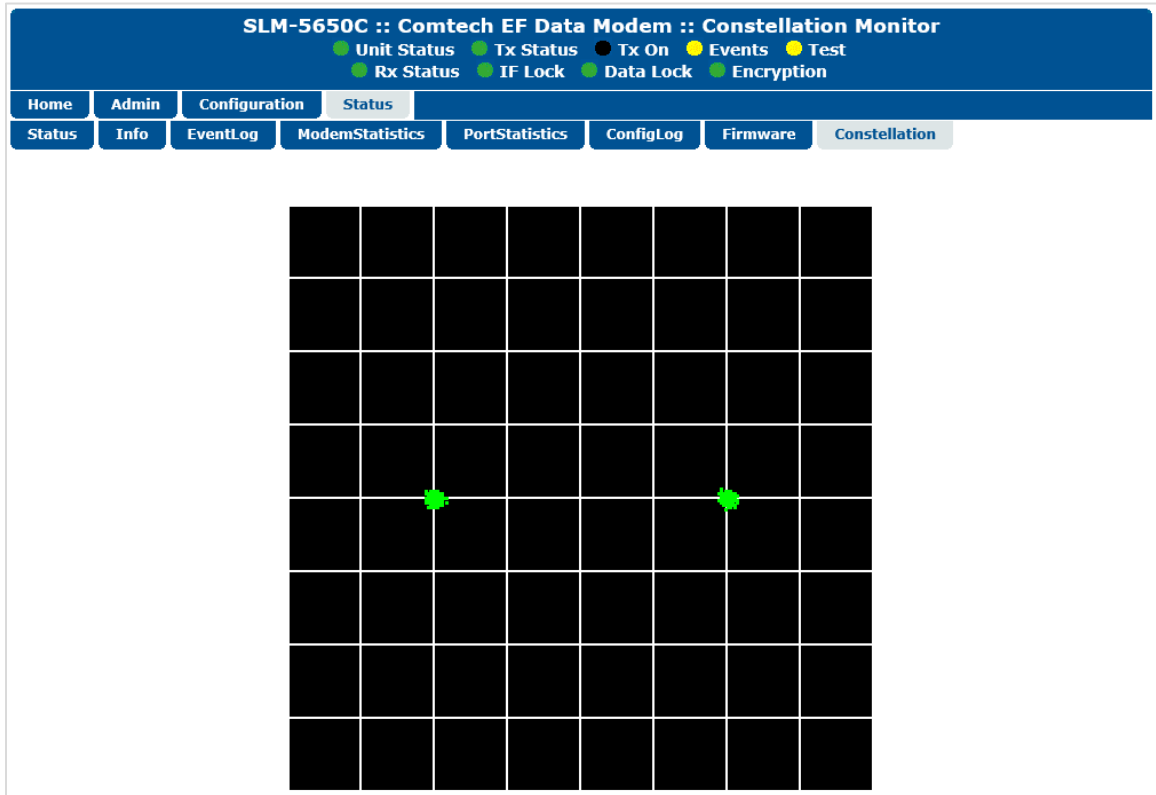 SLM-5650C :: Comtech EF Data Modem :: Constellation Monitor
Unit Status Tx Status Tx On Events Test
Rx Status IF Lock Data Lock Encryption
Home Admin Configuration Status
Status Info EventLog ModemStatistics PortStatistics ConfigLog Firmware Constellation